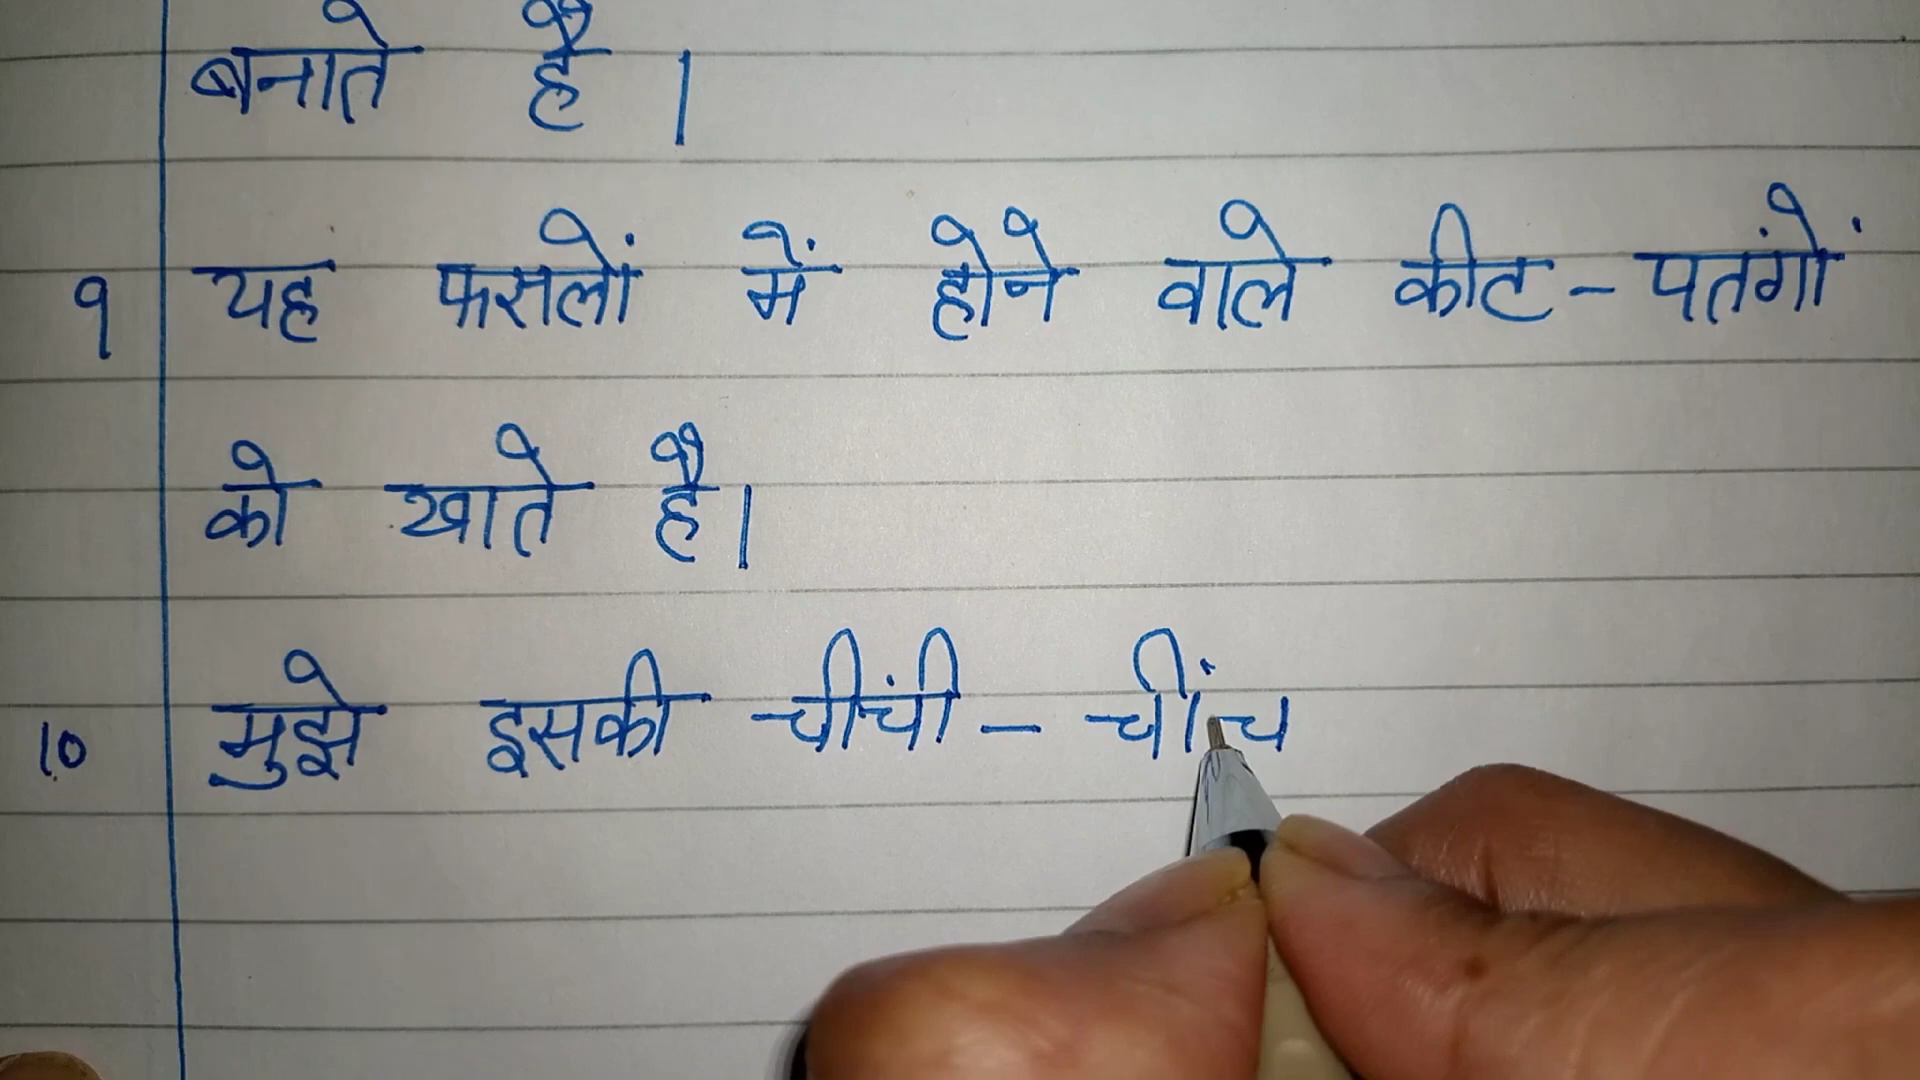 बनाते है।
9 यह फसलों में होने वाले कीट-पतंगों
को खाते है।
10 मुझे इसकी चींचीं - चींच